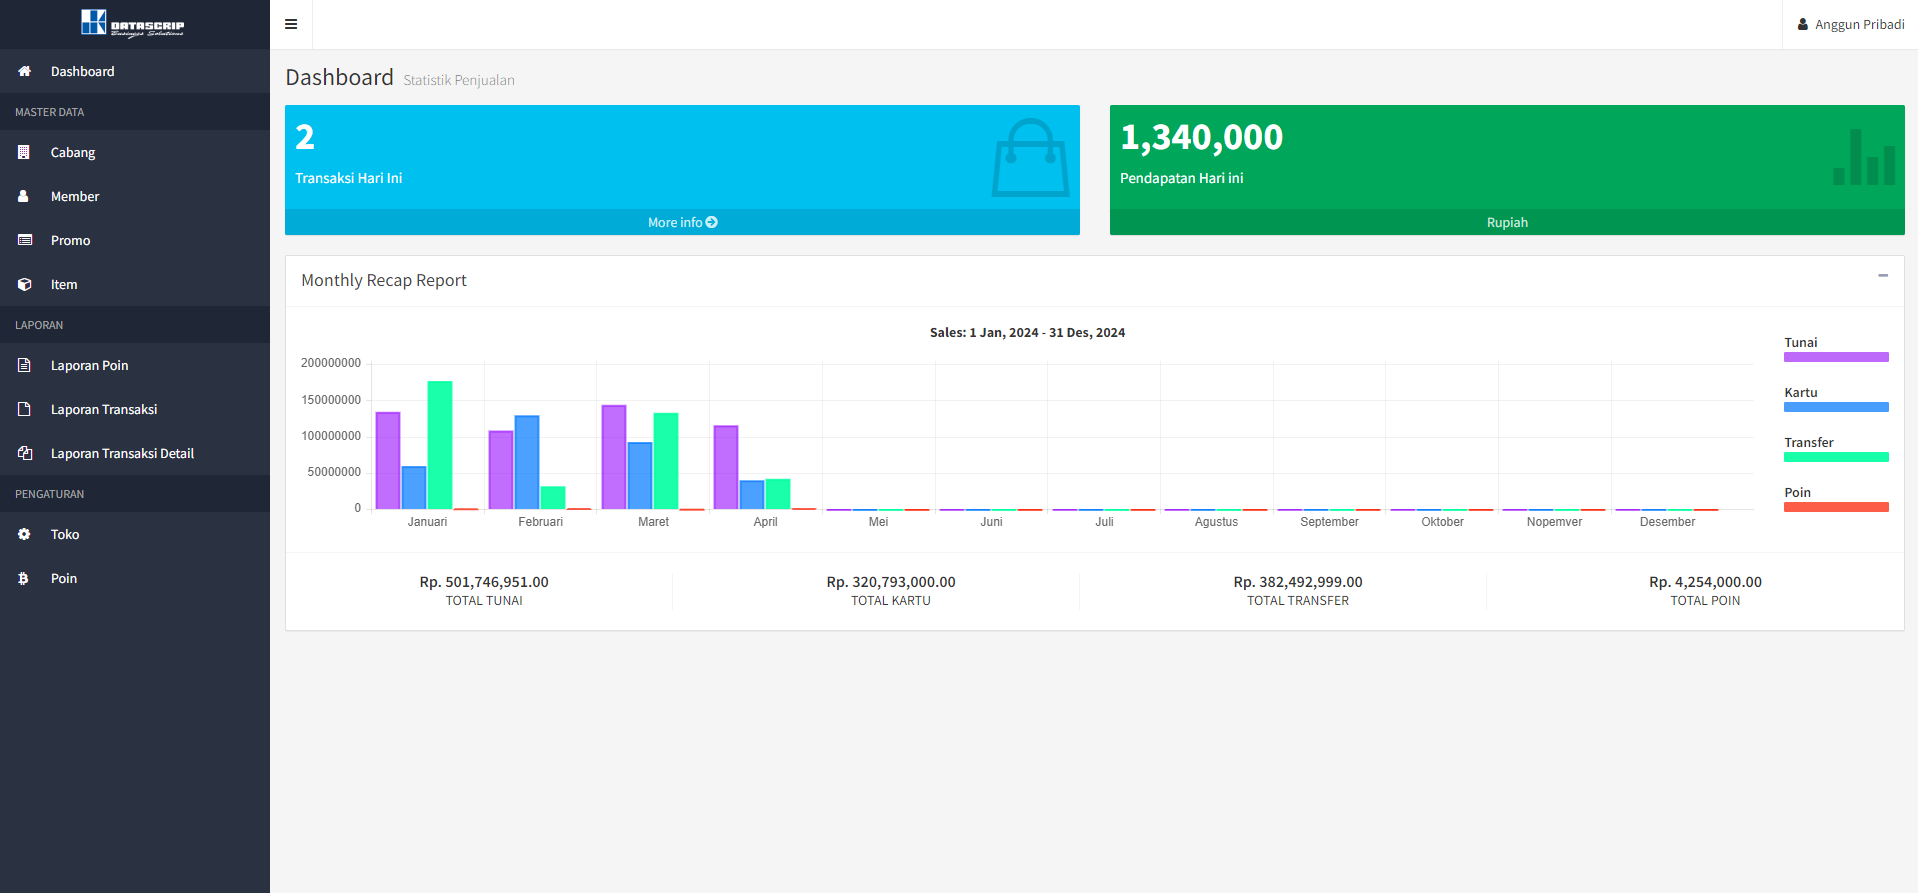 DATASCRIP
Business Solutions
Anggun Pribadi
Dashboard
MASTER DATA
Cabang
Member
Promo
Item
LAPORAN
Laporan Poin
Laporan Transaksi
Laporan Transaksi Detail
PENGATURAN
Toko
Poin
Dashboard Statistik Penjualan
2
Transaksi Hari Ini
More info
1,340,000
Pendapatan Hari ini
Rupiah
Monthly Recap Report
Sales: 1 Jan, 2024 - 31 Des, 2024
200000000
150000000
100000000
50000000
0
Januari Februari Maret April Mei Juni Juli Agustus September Oktober Nopemver Desember
Tunai
Kartu
Transfer
Poin
Rp. 501,746,951.00
TOTAL TUNAI
Rp. 320,793,000.00
TOTAL KARTU
Rp. 382,492,999.00
TOTAL TRANSFER
Rp. 4,254,000.00
TOTAL POIN